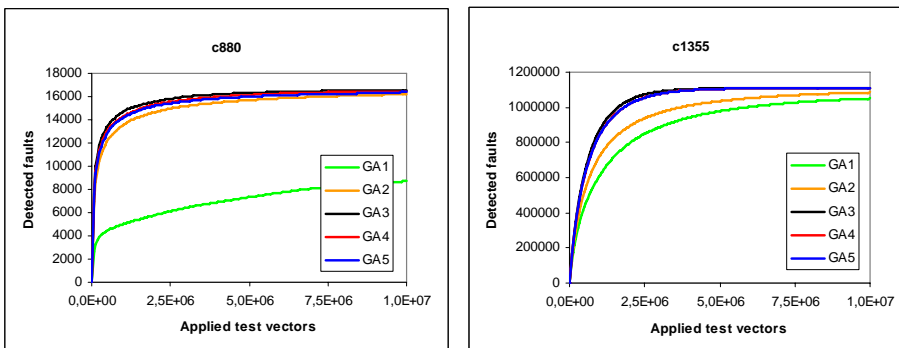 c880
Detected faults
18000
16000
14000
12000
10000
8000
6000
4000
2000
0
GA1
GA2
GA3
GA4
GA5
0,0E+00
2,5E+06
5,0E+06
7,5E+06
1,0E+07
Applied test vectors
c1355
Detected faults
1200000
1000000
800000
600000
400000
200000
0
GA1
GA2
GA3
GA4
GA5
0,0E+00
2,5E+06
5,0E+06
7,5E+06
1,0E+07
Applied test vectors